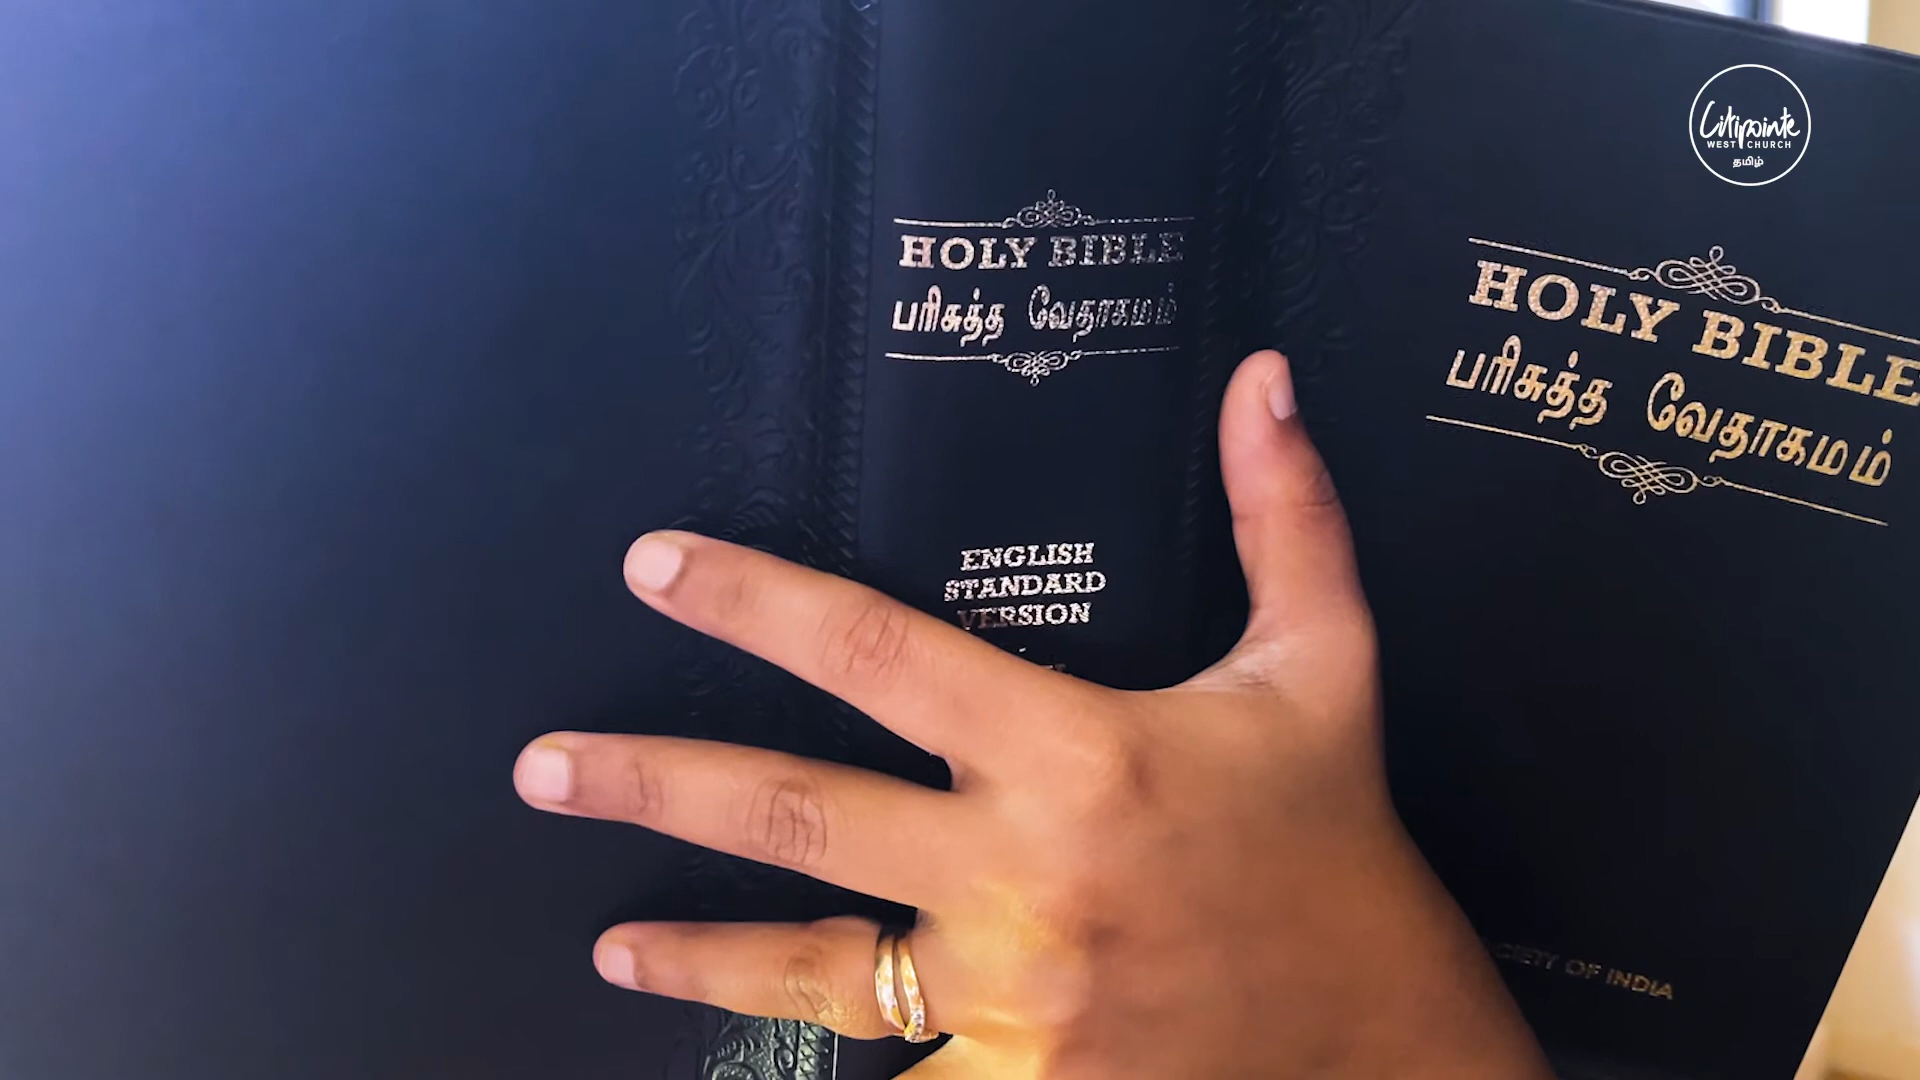 Citipointe
WEST CHURCH
தமிழ்
HOLY BIBLE
பரிசுத்த வேதாகமம்
ENGLISH
STANDARD
VERSION
HOLY BIBLE
பரிசுத்த வேதாகமம்
OF INDIA